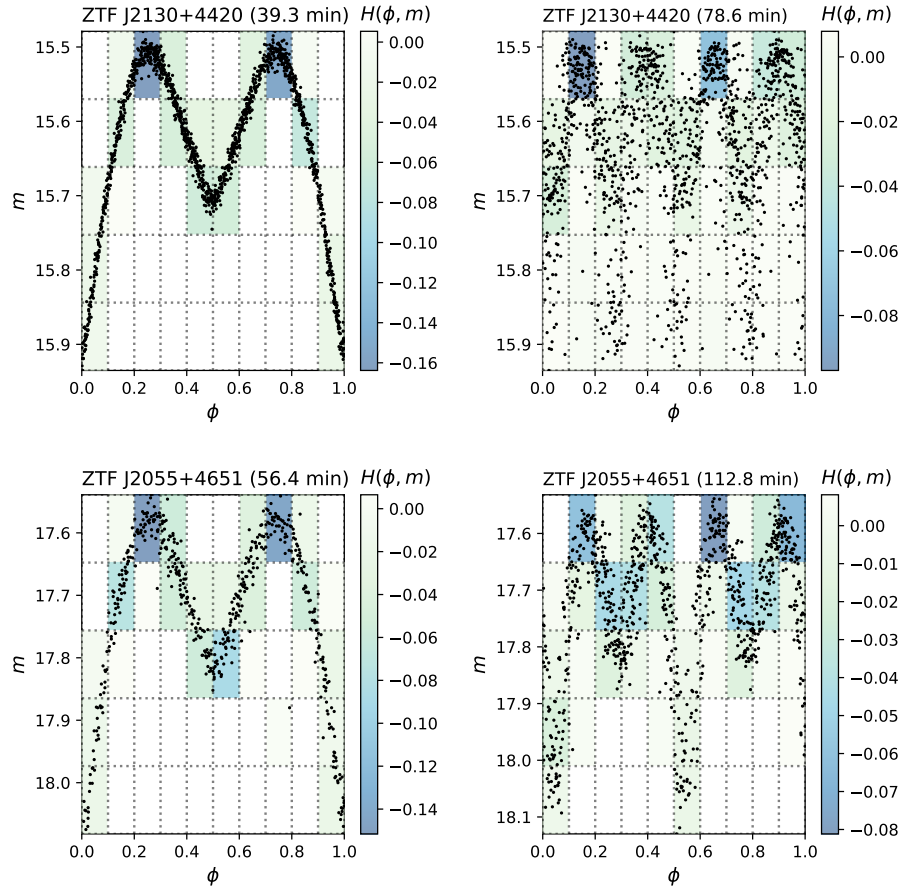 ZTF J2130+4420 (39.3 min)
H(ϕ, m)
15.5
15.6
15.7
15.8
15.9
m
0.0 0.2 0.4 0.6 0.8 1.0
ϕ
0.00
−0.02
−0.04
−0.06
−0.08
−0.10
−0.12
−0.14
−0.16
ZTF J2130+4420 (78.6 min)
H(ϕ, m)
15.5
15.6
15.7
15.8
15.9
m
0.0 0.2 0.4 0.6 0.8 1.0
ϕ
0.00
−0.02
−0.04
−0.06
−0.08
ZTF J2055+4651 (56.4 min)
H(ϕ, m)
17.6
17.7
17.8
17.9
18.0
m
0.0 0.2 0.4 0.6 0.8 1.0
ϕ
0.00
−0.02
−0.04
−0.06
−0.08
−0.10
−0.12
−0.14
ZTF J2055+4651 (112.8 min)
H(ϕ, m)
17.6
17.7
17.8
17.9
18.0
18.1
m
0.0 0.2 0.4 0.6 0.8 1.0
ϕ
0.00
−0.01
−0.02
−0.03
−0.04
−0.05
−0.06
−0.07
−0.08